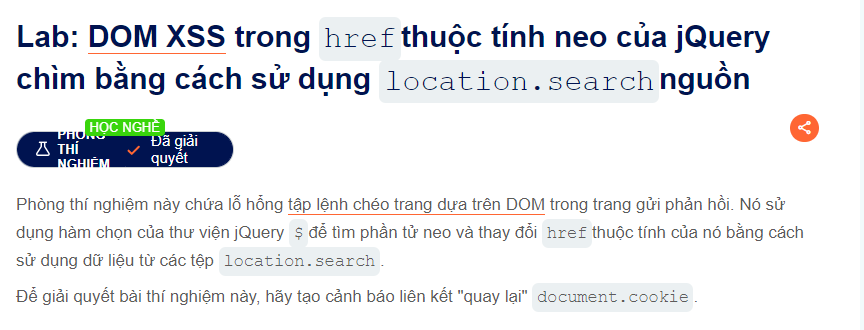 Lab: DOM XSS trong href thuộc tính neo của jQuery
chìm bằng cách sử dụng location.search nguồn
HỌC NGHỀ
PHÒNG
THÍ
NGHIỆM
Đã giải
quyết
Phòng thí nghiệm này chứa lỗ hổng tập lệnh chéo trang dựa trên DOM trong trang gửi phản hồi. Nó sử
dụng hàm chọn của thư viện jQuery $ để tìm phần tử neo và thay đổi href thuộc tính của nó bằng cách
sử dụng dữ liệu từ các tệp location.search.
Để giải quyết bài thí nghiệm này, hãy tạo cảnh báo liên kết "quay lại" document.cookie.